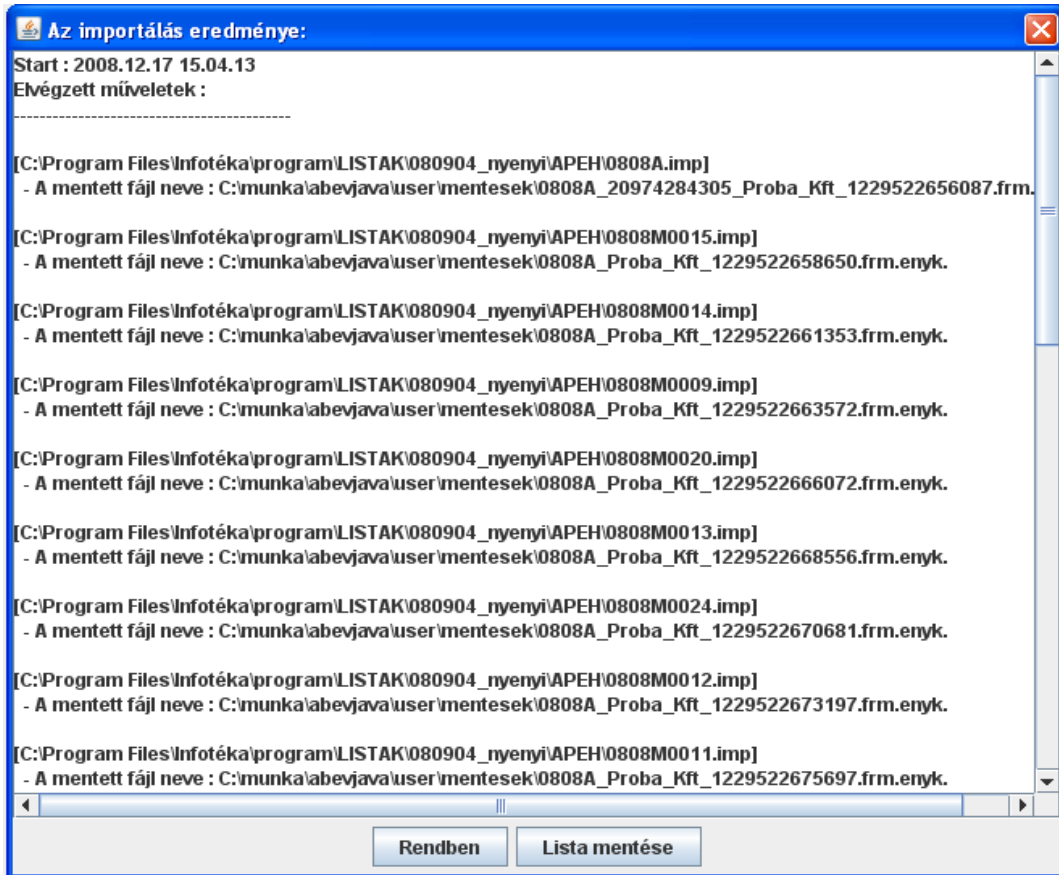 Az importálás eredménye:
Start : 2008.12.17 15.04.13
Elvégzett műveletek :
-------------------------------------------
[C:\Program Files\Infotéka\program\LISTAK\080904_nyenyi\APEH\0808A.imp]
- A mentett fájl neve : C:\munka\abevjava\user\mentesek\0808A_20974284305_Proba_Kft_1229522656087.frm.
[C:\Program Files\Infotéka\program\LISTAK\080904_nyenyi\APEH\0808M0015.imp]
- A mentett fájl neve : C:\munka\abevjava\user\mentesek\0808A_Proba_Kft_1229522658650.frm.enyk.
[C:\Program Files\Infotéka\program\LISTAK\080904_nyenyi\APEH\0808M0014.imp]
- A mentett fájl neve : C:\munka\abevjava\user\mentesek\0808A_Proba_Kft_1229522661353.frm.enyk.
[C:\Program Files\Infotéka\program\LISTAK\080904_nyenyi\APEH\0808M0009.imp]
- A mentett fájl neve : C:\munka\abevjava\user\mentesek\0808A_Proba_Kft_1229522663572.frm.enyk.
[C:\Program Files\Infotéka\program\LISTAK\080904_nyenyi\APEH\0808M0020.imp]
- A mentett fájl neve : C:\munka\abevjava\user\mentesek\0808A_Proba_Kft_1229522666072.frm.enyk.
[C:\Program Files\Infotéka\program\LISTAK\080904_nyenyi\APEH\0808M0013.imp]
- A mentett fájl neve : C:\munka\abevjava\user\mentesek\0808A_Proba_Kft_1229522668556.frm.enyk.
[C:\Program Files\Infotéka\program\LISTAK\080904_nyenyi\APEH\0808M0024.imp]
- A mentett fájl neve : C:\munka\abevjava\user\mentesek\0808A_Proba_Kft_1229522670681.frm.enyk.
[C:\Program Files\Infotéka\program\LISTAK\080904_nyenyi\APEH\0808M0012.imp]
- A mentett fájl neve : C:\munka\abevjava\user\mentesek\0808A_Proba_Kft_1229522673197.frm.enyk.
[C:\Program Files\Infotéka\program\LISTAK\080904_nyenyi\APEH\0808M0011.imp]
- A mentett fájl neve : C:\munka\abevjava\user\mentesek\0808A_Proba_Kft_1229522675697.frm.enyk.
Rendben
Lista mentése